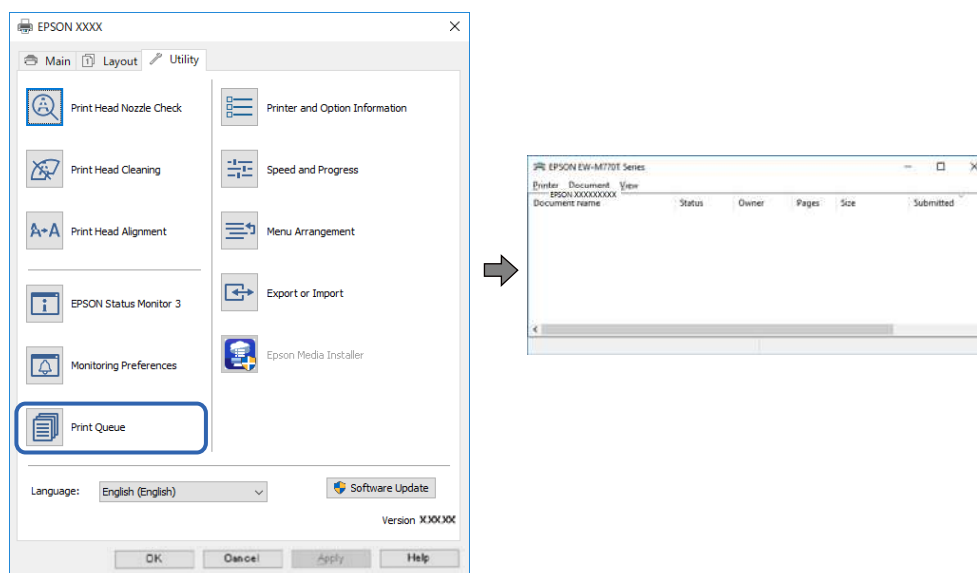 EPSON XXXX
Main Layout Utility
Print Head Nozzle Check
Print Head Cleaning
Print Head Alignment
EPSON Status Monitor 3
Monitoring Preferences
Print Queue
Printer and Option Information
Speed and Progress
Menu Arrangement
Export or Import
Epson Media Installer
Language: English (English)
Software Update
Version X.XX.XX
OK Cancel Apply Help
EPSON EW-M770T Series
Printer Document View
EPSON XXXXXXXXX
Document Name Status Owner Pages Size Submitted